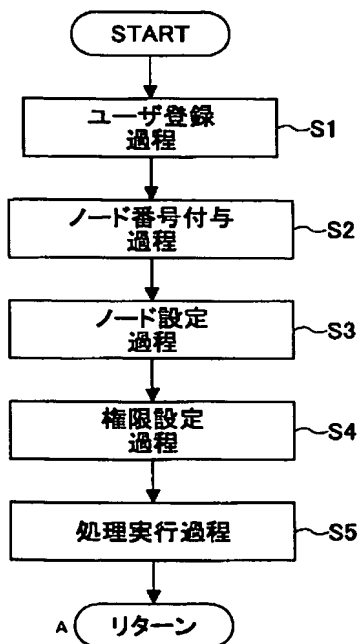 START
ユーザ登録
過程
S1
ノード番号付与
過程
S2
ノード設定
過程
S3
権限設定
過程
S4
処理実行過程
S5
A
リターン